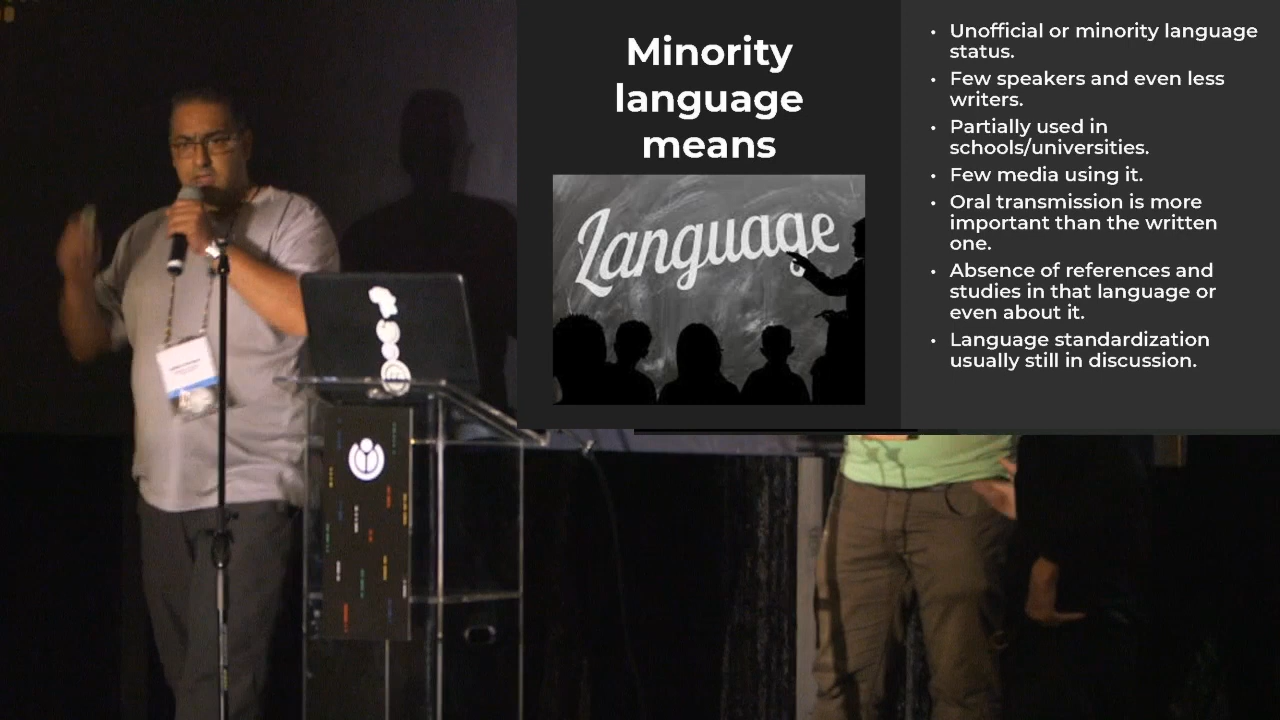 Minority
language
means
Language
• Unofficial or minority language
status.
• Few speakers and even less
writers.
• Partially used in
schools/universities.
• Few media using it.
• Oral transmission is more
important than the written
one.
• Absence of references and
studies in that language or
even about it.
• Language standardization
usually still in discussion.